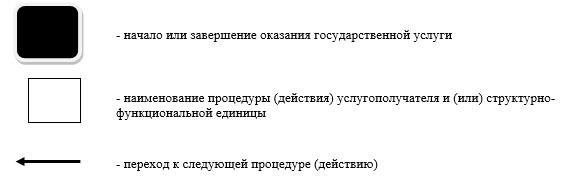 - начало или завершение оказания государственной услуги
- наименование процедуры (действия) услугополучателя и (или) структурно-
функциональной единицы
- переход к следующей процедуре (действию)